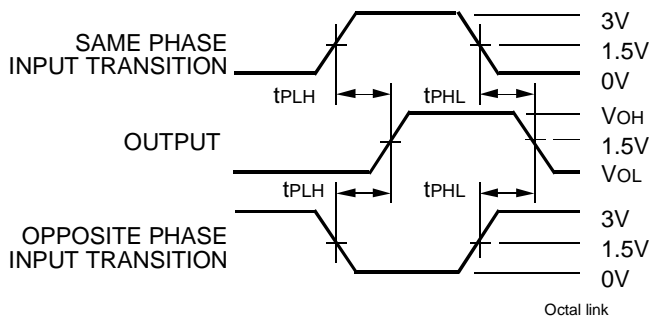 SAME PHASE
INPUT TRANSITION
3V
1.5V
0V
tPLH
tPHL
OUTPUT
VOH
1.5V
VOL
tPLH
tPHL
OPPOSITE PHASE
INPUT TRANSITION
3V
1.5V
0V
Octal link